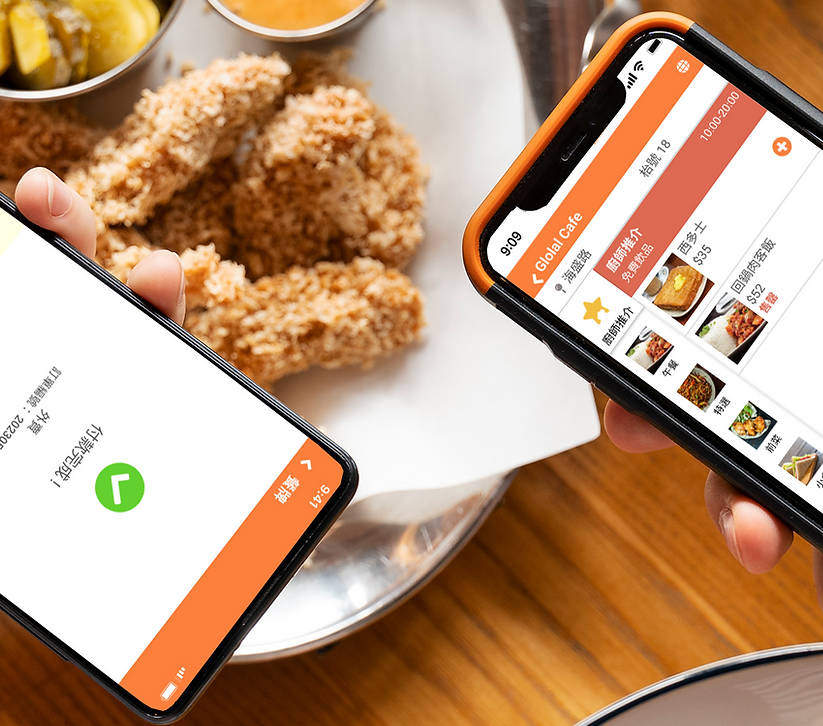 9:41
餐牌
付款完成！
外賣
訂單編號：20230
9:09
Glolal Cafe
海盛路
枱號 18
廚師推介
免費飲品
10:00-20:00
西多士
$35
回鍋肉客飯
$52
售罄
廚師推介
午餐
特選
前菜
小